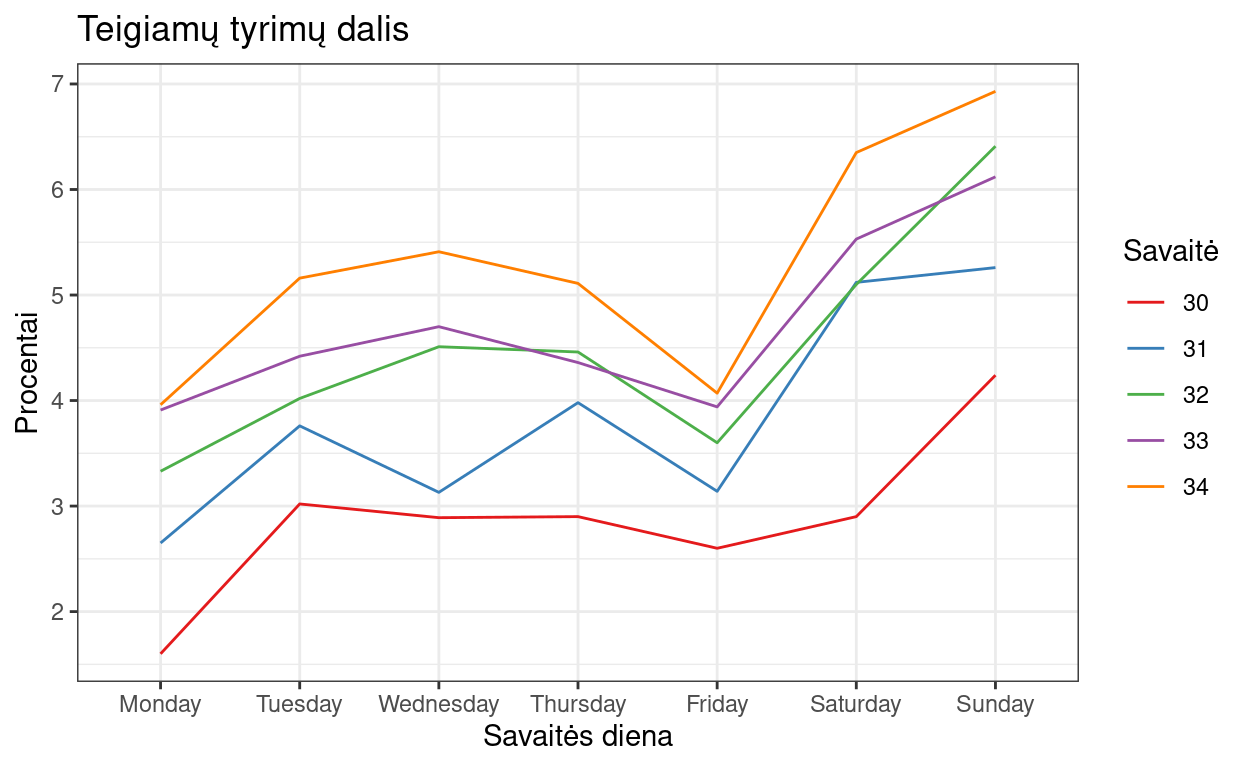 Teigiamų tyrimų dalis
Procentai
7
6
5
4
3
2
Monday Tuesday Wednesday Thursday Friday Saturday Sunday
Savaitės diena
Savaitė
30
31
32
33
34